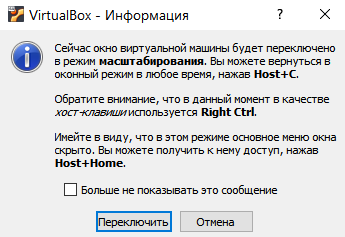 VirtualBox - Информация
Сейчас окно виртуальной машины будет переключено
в режим масштабирования. Вы можете вернуться в
оконный режим в любое время, нажав Host+C.
Обратите внимание, что в данный момент в качестве
хост-клавиши используется Right Ctrl.
Имейте в виду, что в этом режиме основное меню окна
скрыто. Вы можете получить к нему доступ, нажав
Host+Home.
Больше не показывать это сообщение
Переключить
Отмена